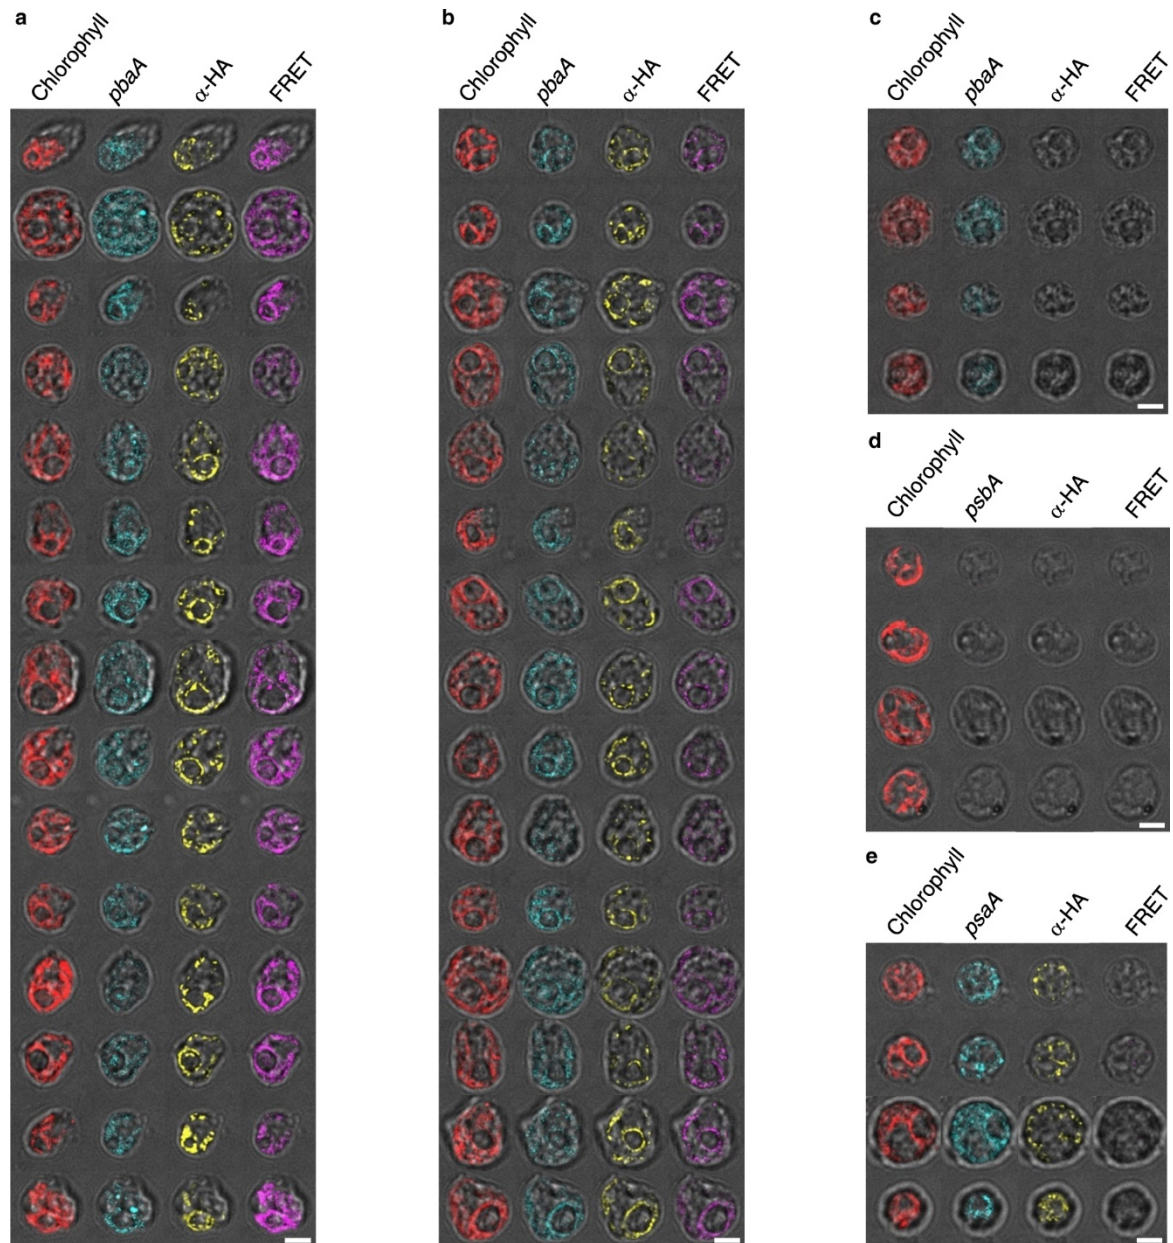 a
Chlorophyll pbaA α-HA FRET
b
Chlorophyll pbaA α-HA FRET
c
Chlorophyll pbaA α-HA FRET
d
Chlorophyll psbA α-HA FRET
e
Chlorophyll psaA α-HA FRET